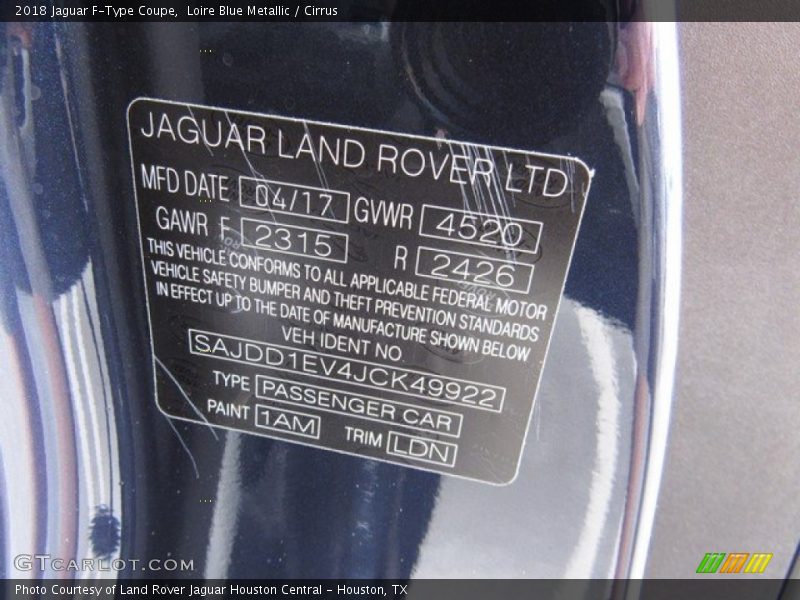 2018 Jaguar F-Type Coupe,  Loire Blue Metallic / Cirrus
JAGUAR LAND ROVER LTD
MFD DATE 04/17 GVWR 4520
GAWR F 2315 R 2426
THIS VEHICLE CONFORMS TO ALL APPLICABLE FEDERAL MOTOR
VEHICLE SAFETY BUMPER AND THEFT PREVENTION STANDARDS
IN EFFECT UP TO THE DATE OF MANUFACTURE SHOWN BELOW
VEH IDENT NO.
SAJDD1EV4JCK49922
TYPE PASSENGER CAR
PAINT 1AM TRIM LDN
GTCARLOT.COM
Photo Courtesy of Land Rover Jaguar Houston Central - Houston, TX